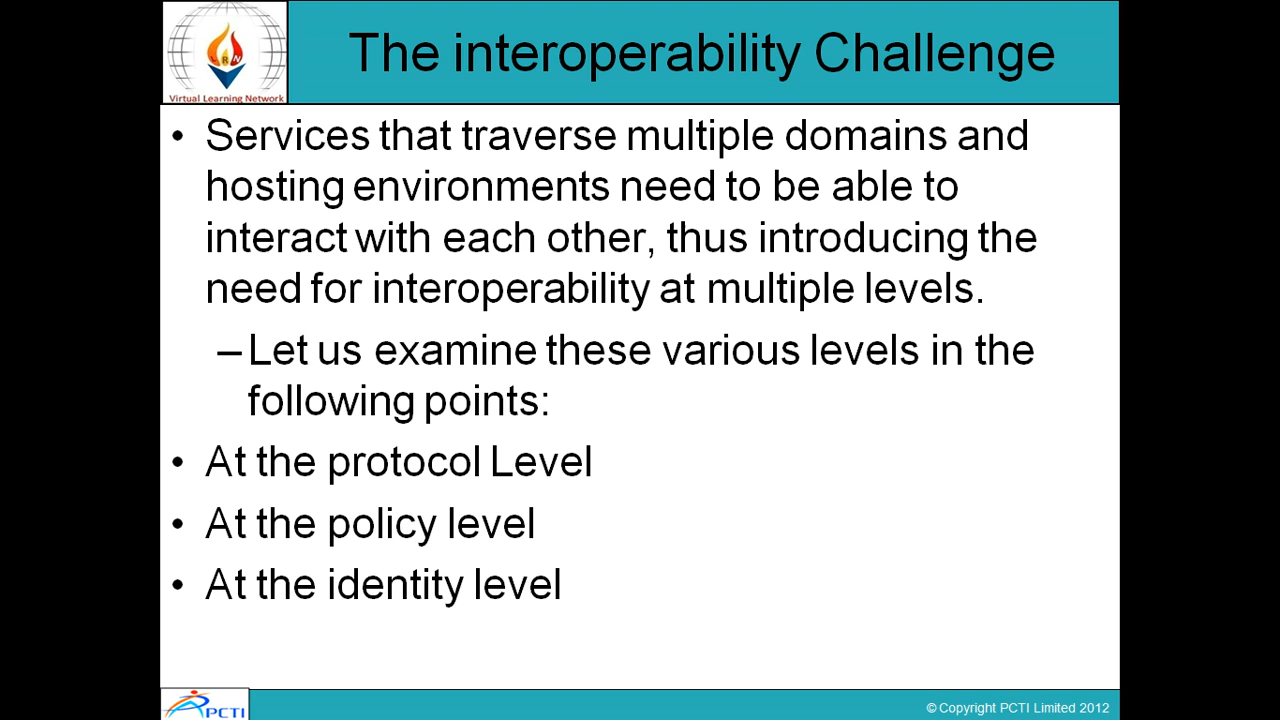 The interoperability Challenge
LRN
Virtual Learning Network
• Services that traverse multiple domains and
hosting environments need to be able to
interact with each other, thus introducing the
need for interoperability at multiple levels.
– Let us examine these various levels in the
following points:
• At the protocol Level
• At the policy level
• At the identity level
PCTI
© Copyright PCTI Limited 2012